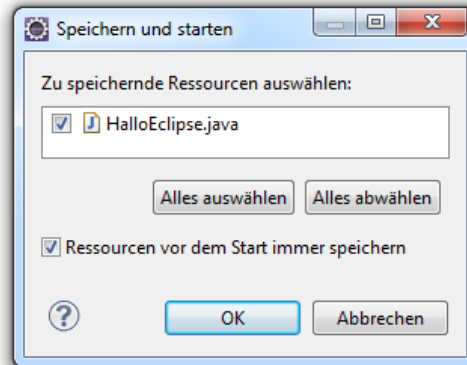 Speichern und starten
Zu speichernde Ressourcen auswählen:
HalloEclipse.java
Alles auswählen Alles abwählen
Ressourcen vor dem Start immer speichern
? OK Abbrechen